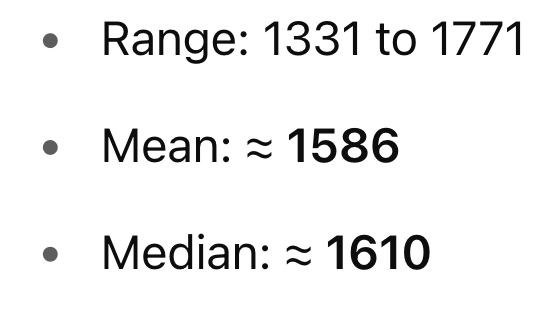 • Range: 1331 to 1771
• Mean: ≈ 1586
• Median: ≈ 1610